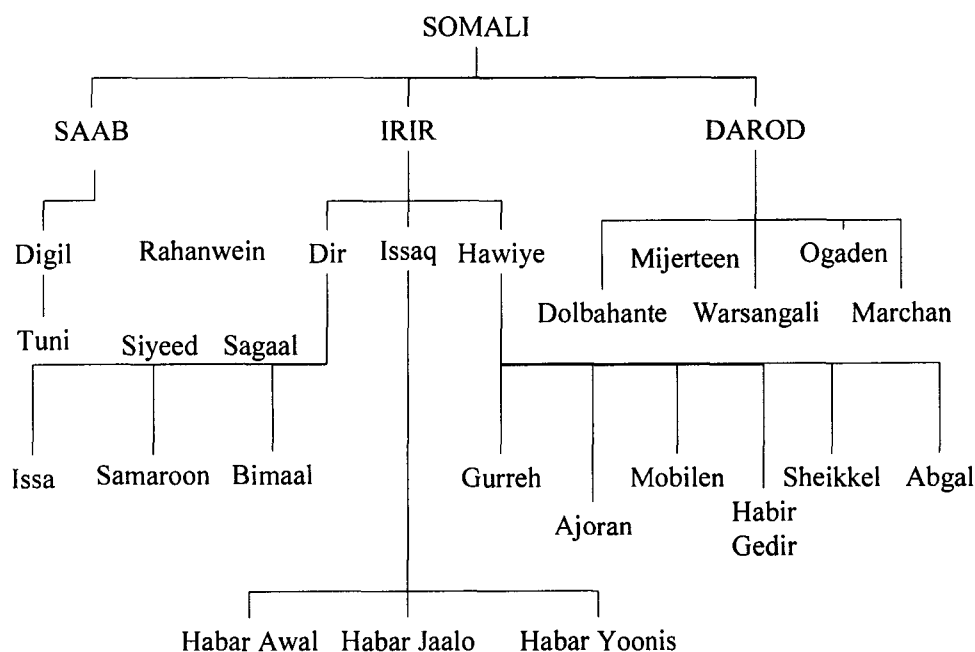 SOMALI
SAAB IRIR DAROD
Digil Rahanwein Dir Issaq Hawiye Mijerteen Ogaden
Dolbahante Warsangali Marchan
Tuni Siyeed Sagaal
Issa Samaroon Bimaal Gurreh Mobilen Sheikkel Abgal
Ajoran Habir
Gedir
Habar Awal Habar Jaalo Habar Yoonis